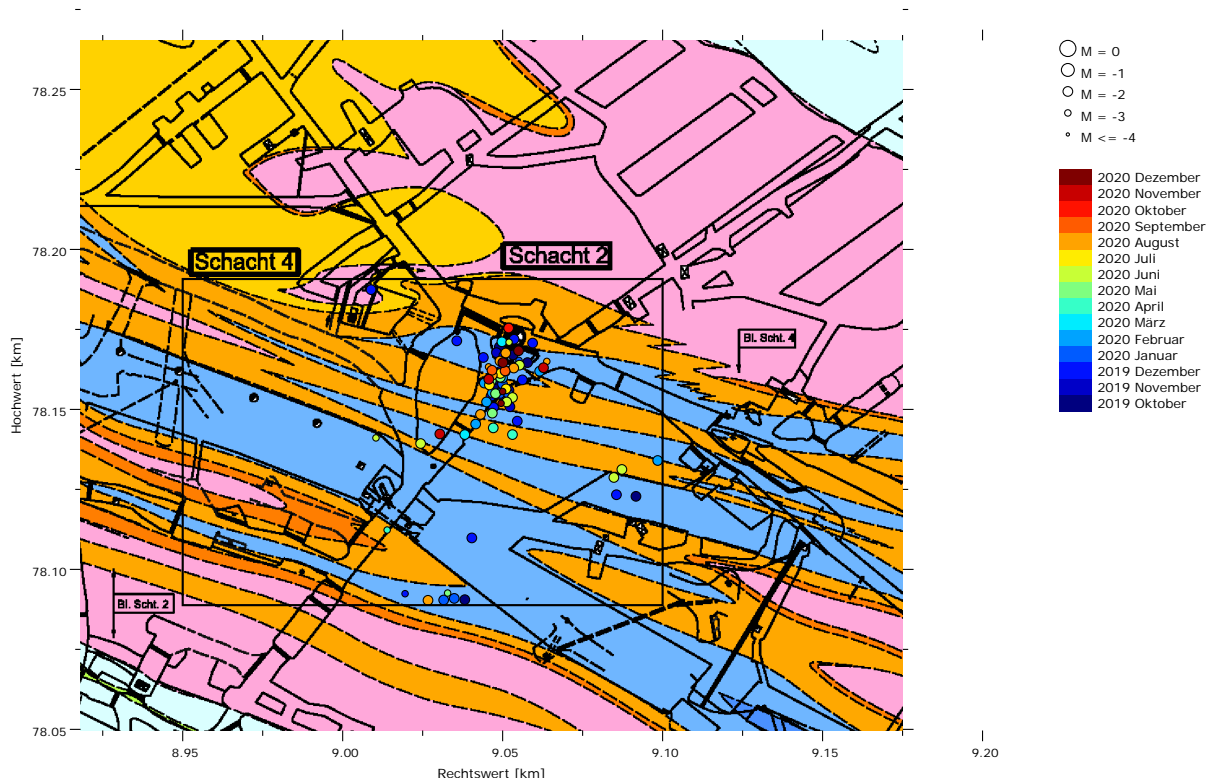 M = 0
M = -1
M = -2
M = -3
M <= -4
2020 Dezember
2020 November
2020 Oktober
2020 September
2020 August
2020 Juli
2020 Juni
2020 Mai
2020 April
2020 März
2020 Februar
2020 Januar
2019 Dezember
2019 November
2019 Oktober
78.25
78.20
78.15
78.10
78.05
Hochwert [km]
Schacht 4
Schacht 2
Bl. Scht. 4
Bl. Scht. 2
8.95
9.00
9.05
9.10
9.15
9.20
Rechtswert [km]